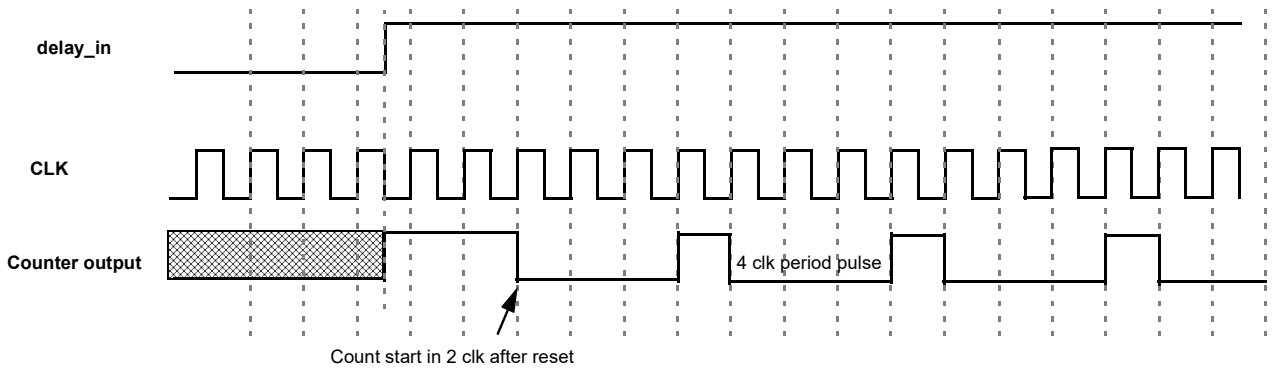 delay_in
CLK
Counter output
4 clk period pulse
Count start in 2 clk after reset